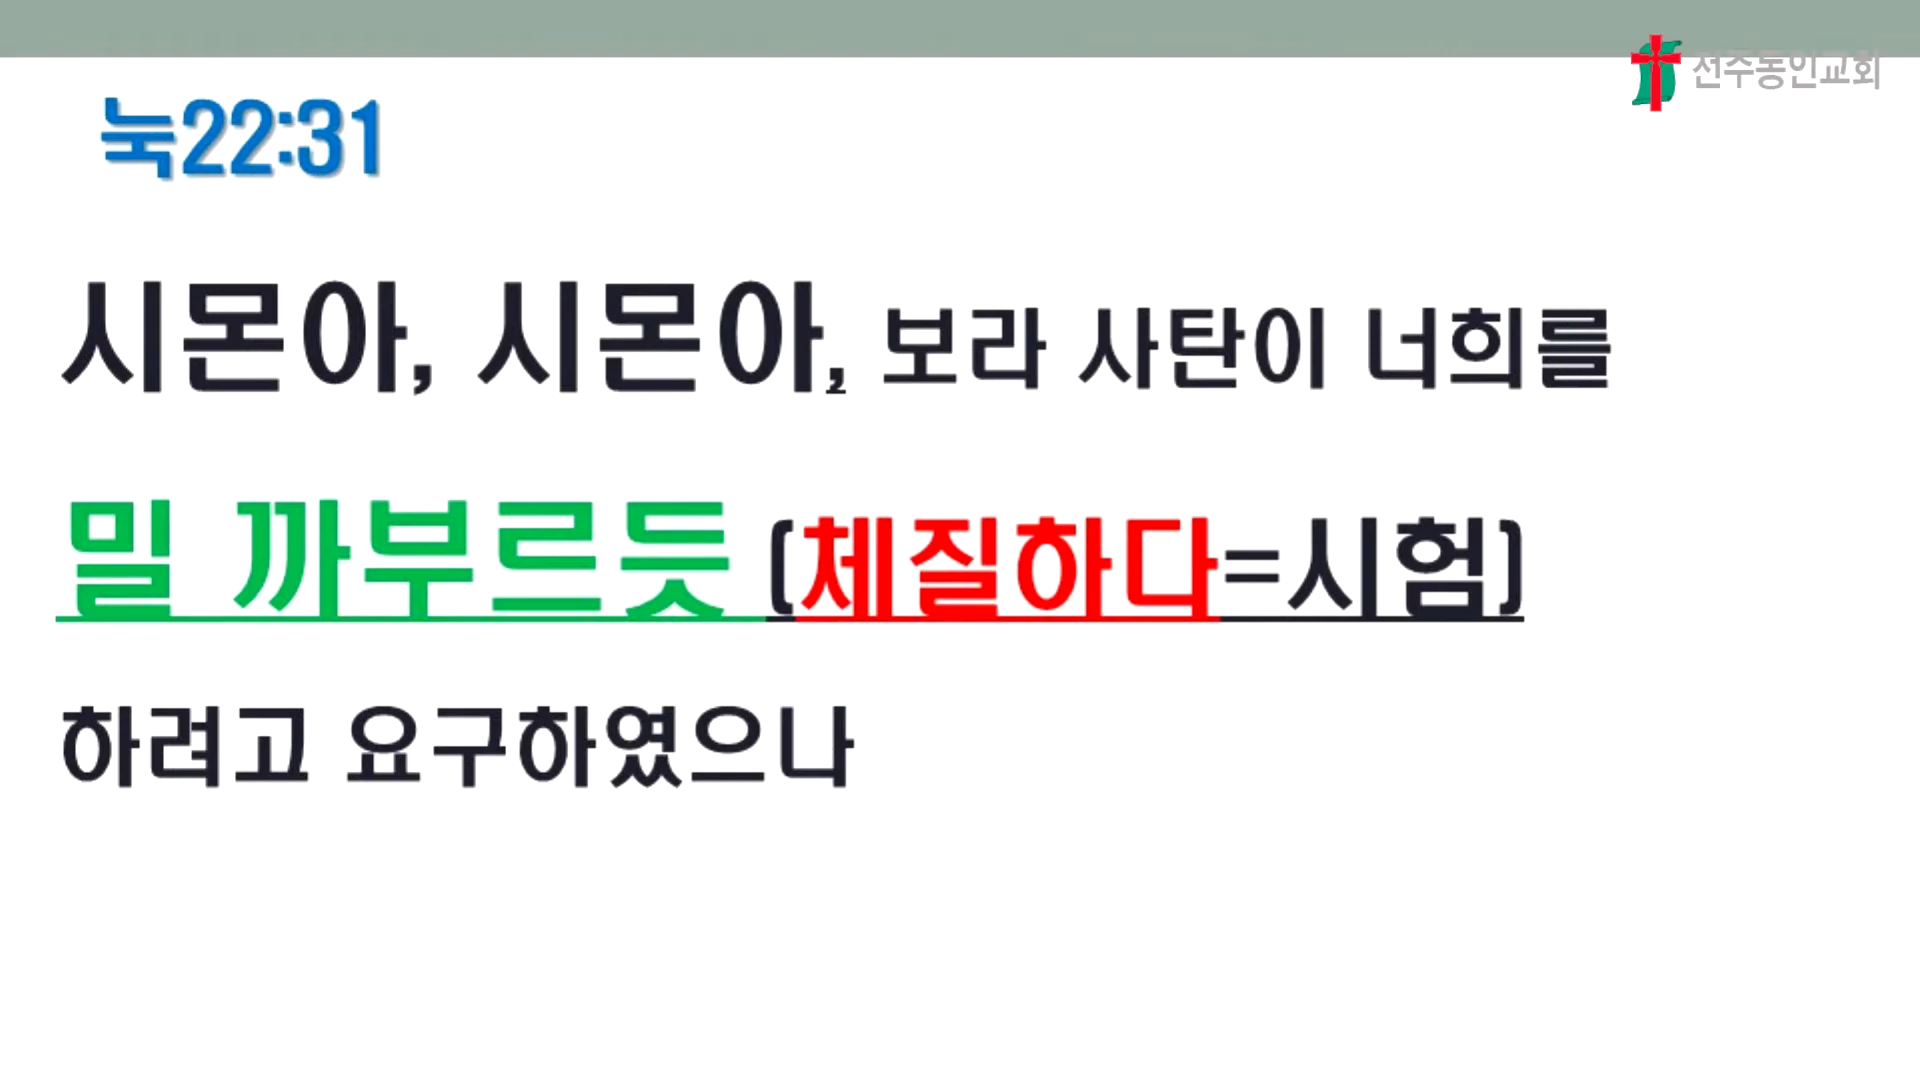 전주동인교회
눅22:31
시몬아, 시몬아, 보라 사탄이 너희를
밀 까부르듯 (체질하다=시험)
하려고 요구하였으나